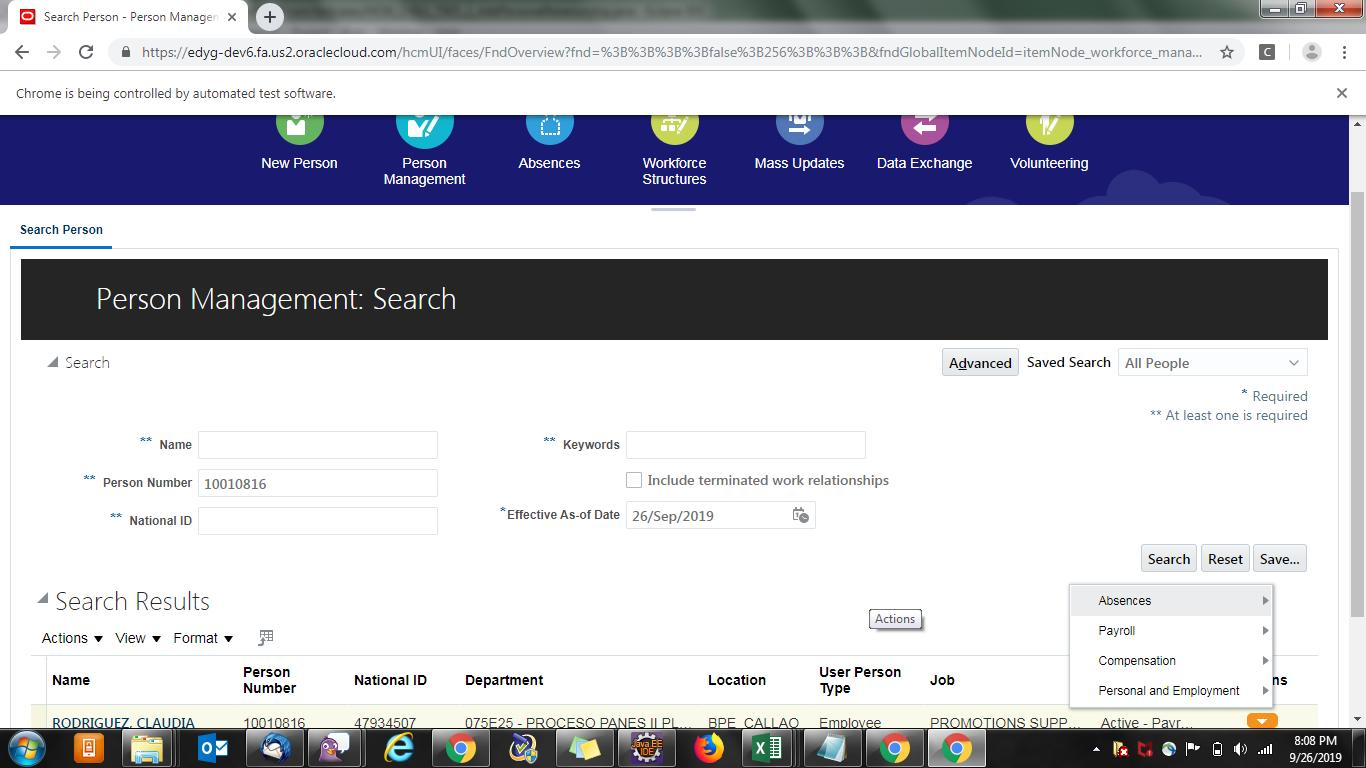 Search Person - Person Managen
https://edyg-dev6.fa.us2.oraclecloud.com/hcmUI/faces/FndOverview?fnd=%3B%3B%3B%3Bfalse%3B256%3B%3B%3B&fndGlobalItemNodeId=itemNode_workforce_mana...
C
Chrome is being controlled by automated test software.
New Person
Person Management
Absences
Workforce Structures
Mass Updates
Data Exchange
Volunteering
Search Person
Person Management: Search
Search
Advanced Saved Search All People
* Required
** At least one is required
** Name
** Keywords
** Person Number 10010816
Include terminated work relationships
** National ID
*Effective As-of Date 26/Sep/2019
Search Reset Save...
Search Results
Absences
Payroll
Compensation
Personal and Employment
Actions
Actions View Format
Name Person Number National ID Department Location User Person Type Job ns
RODRIGUEZ, CLAUDIA 10010816 47934507 075E25 - PROCESO PANES II PL... BPE_CALLAO Employee PROMOTIONS SUPP... Active - Payr...
Java EE IDE
8:08 PM
9/26/2019